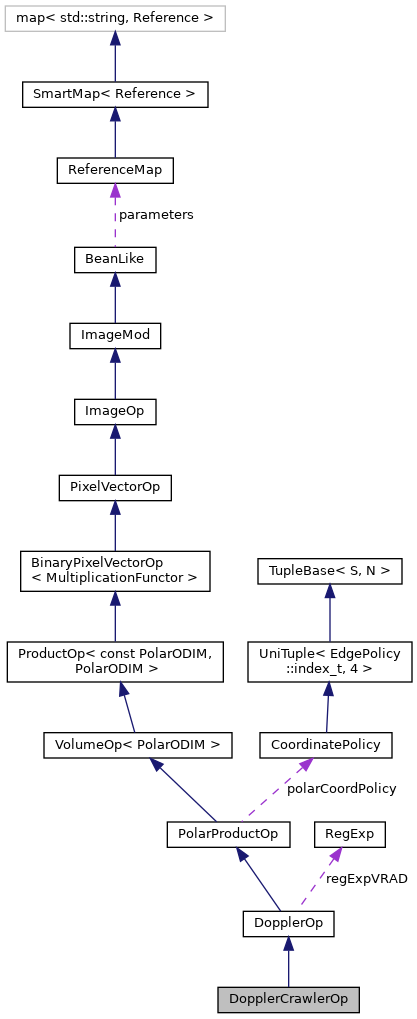 map< std::string, Reference >
SmartMap< Reference >
ReferenceMap
parameters
BeanLike
ImageMod
ImageOp
PixelVectorOp
BinaryPixelVectorOp
< MultiplicationFunctor >
TupleBase< S, N >
ProductOp< const PolarODIM,
PolarODIM >
UniTuple< EdgePolicy
::index_t, 4 >
VolumeOp< PolarODIM >
CoordinatePolicy
polarCoordPolicy
PolarProductOp
RegExp
regExpVRAD
DopplerOp
DopplerCrawlerOp